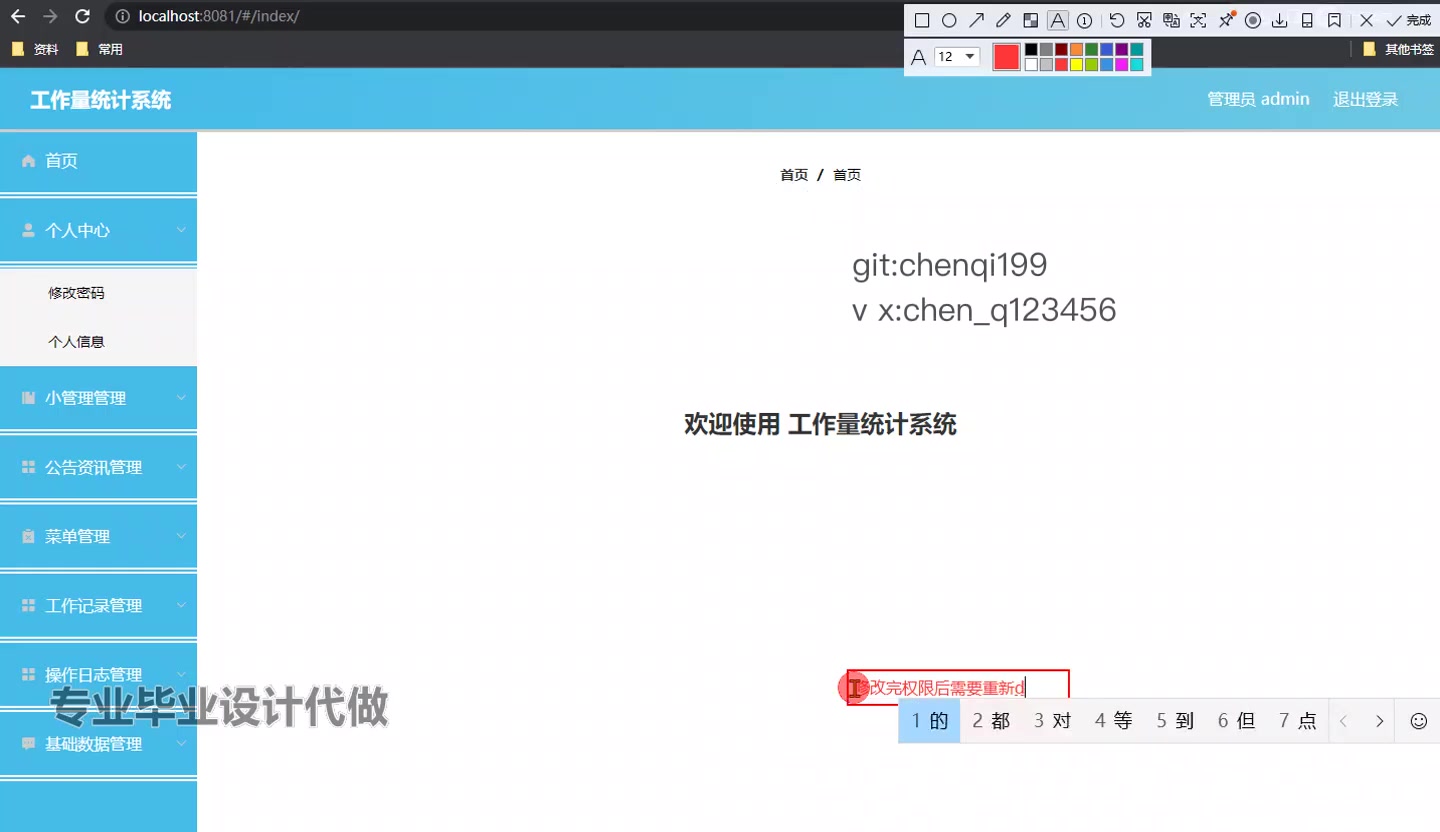 localhost:8081/#/index/
完成
资料
常用
12
其他书签
工作量统计系统
管理员 admin
退出登录
首页
首页 / 首页
个人中心
git:chenqi199
v x:chen_q123456
修改密码
个人信息
小管理管理
欢迎使用 工作量统计系统
公告资讯管理
菜单管理
工作记录管理
操作日志管理
修改完权限后需要重新d
专业毕业设计代做
1 的 2 都 3 对 4 等 5 到 6 但 7 点
基础数据管理